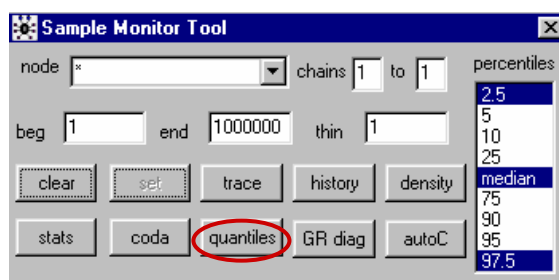 Sample Monitor Tool
node * chains 1 to 1 percentiles
beg 1 end 1000000 thin 1
2.5
5
10
25
median
75
90
95
97.5
clear set trace history density
stats coda quantiles GR diag autoC